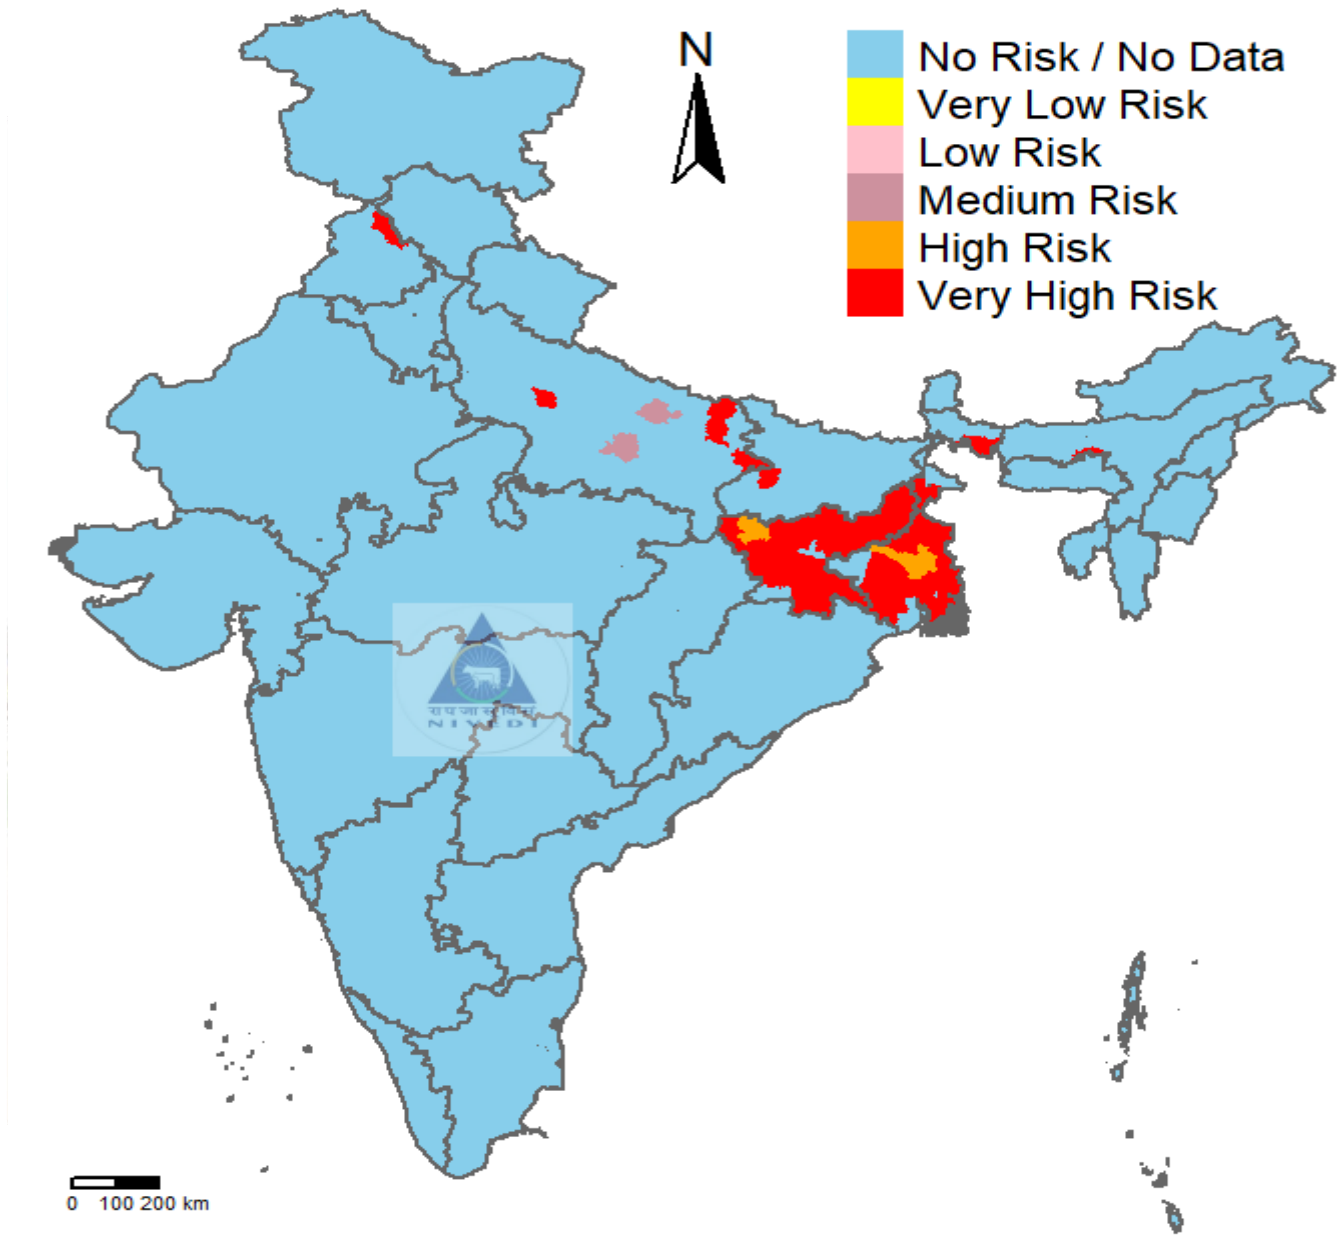 N
No Risk / No Data
Very Low Risk
Low Risk
Medium Risk
High Risk
Very High Risk
NIVEDI
0 100 200 km